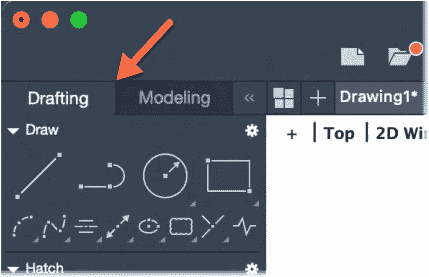 Drafting Modeling « + Drawing1*
Draw
+ | Top | 2D Wi
Hatch